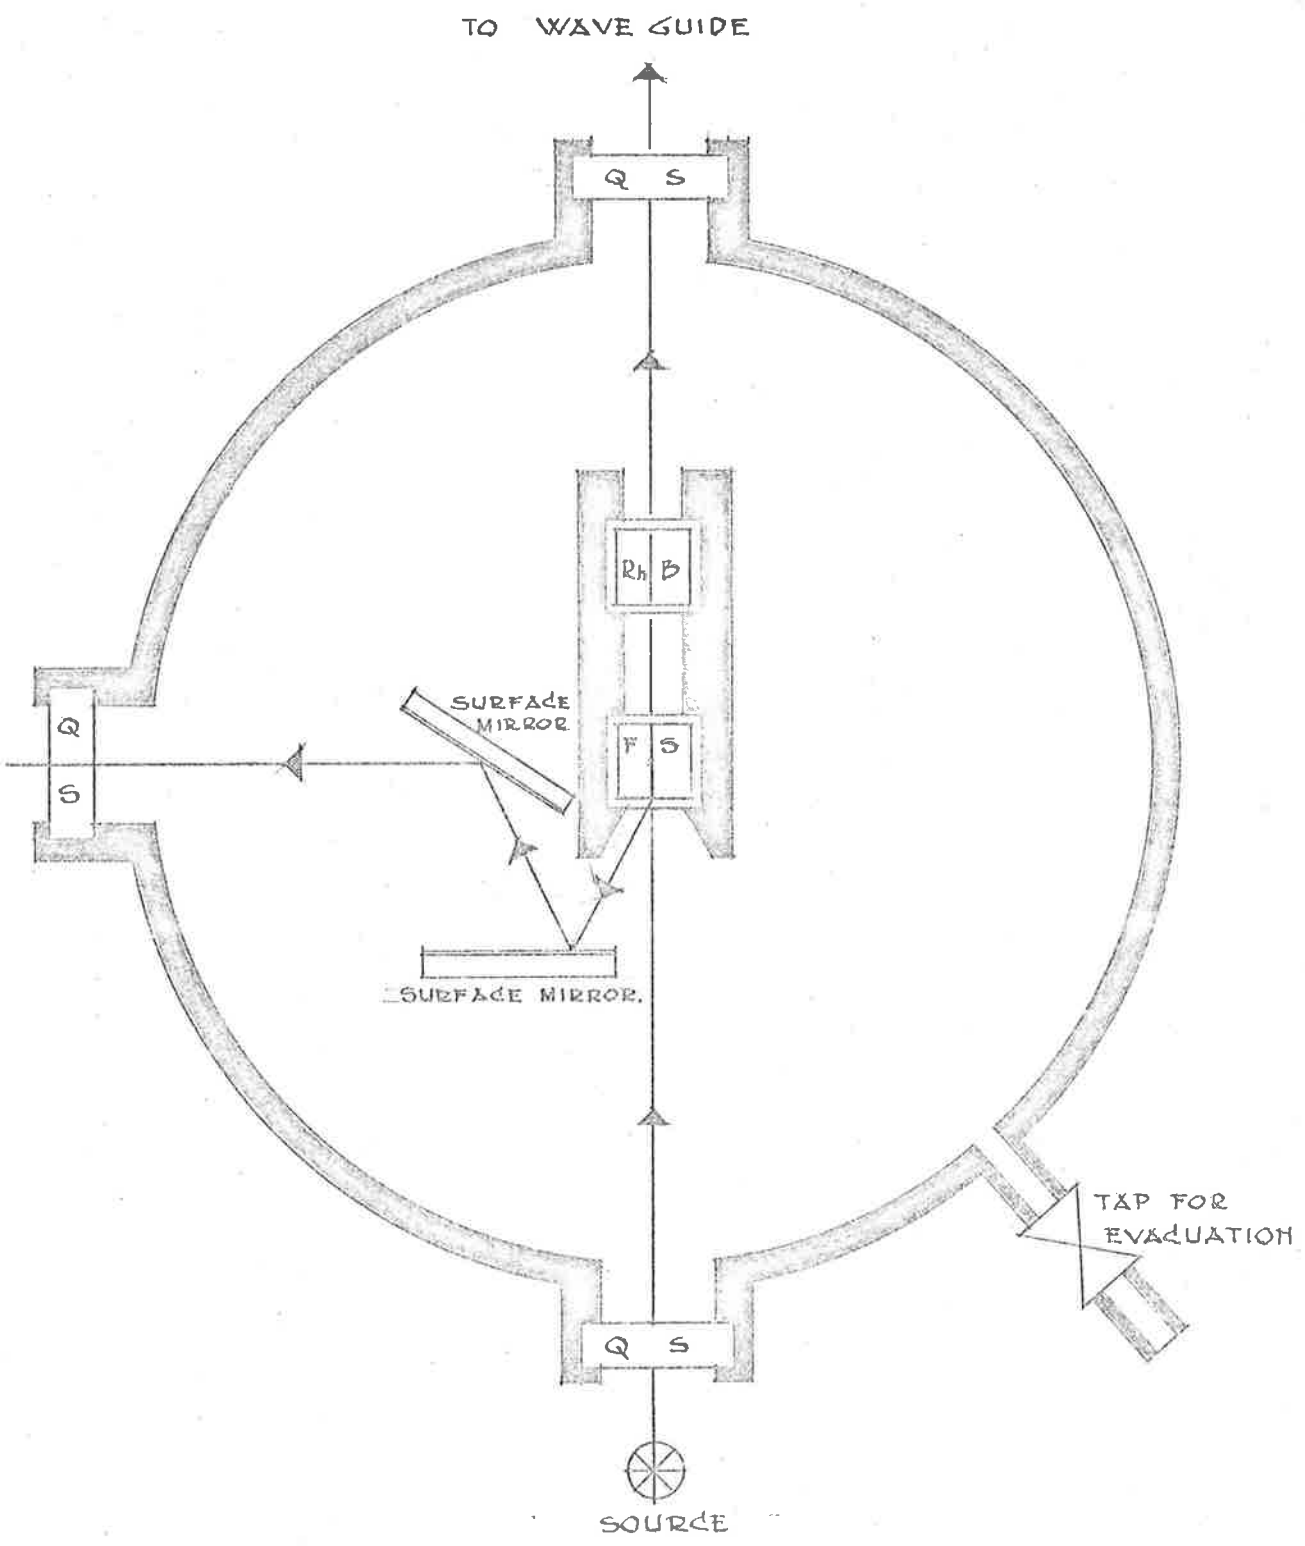 TO WAVE GUIDE
Q S
Rh B
SURFACE
MIRROR
Q
F S
S
SURFACE MIRROR.
TAP FOR
EVACUATION
Q S
SOURCE